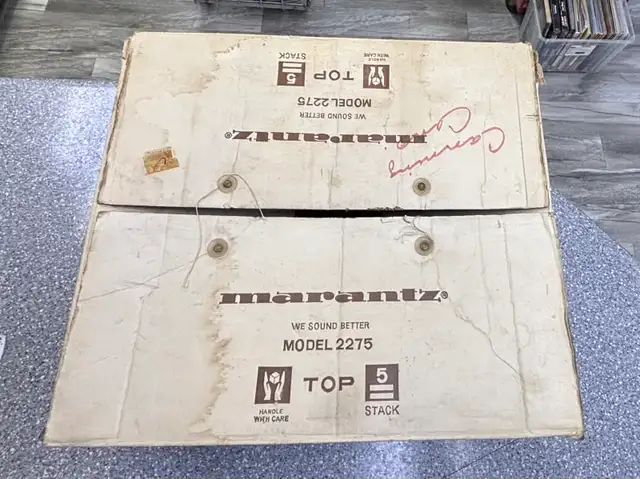 HANDLE
WITH CARE
TOP
5
STACK
MODEL 2275
WE SOUND BETTER
marantz®
marantz®
WE SOUND BETTER
MODEL 2275
HANDLE
WITH CARE
TOP
5
STACK